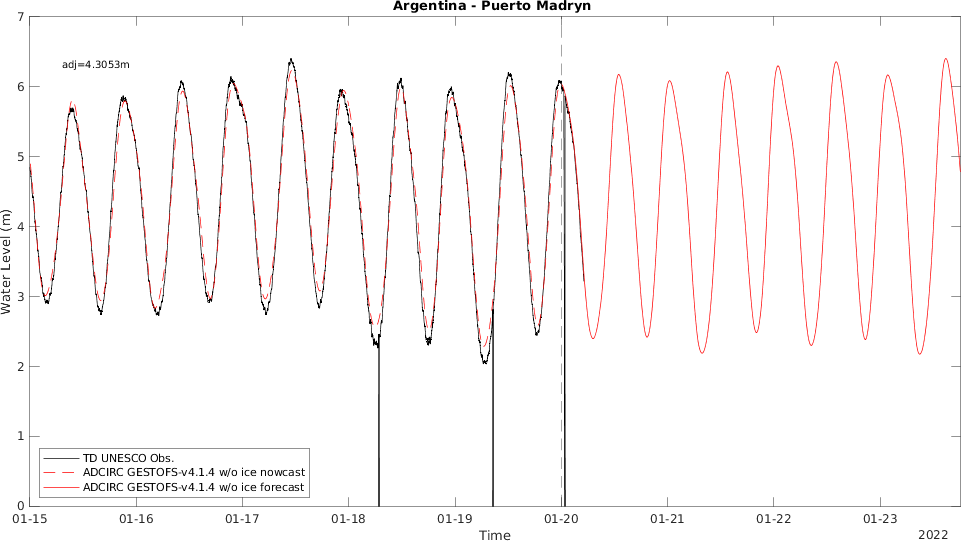 Argentina - Puerto Madryn
7
adj=4.3053m
6
5
4
3
2
1
0
Water Level (m)
TD UNESCO Obs.
ADCIRC GESTOFS-v4.1.4 w/o ice nowcast
ADCIRC GESTOFS-v4.1.4 w/o ice forecast
01-15 01-16 01-17 01-18 01-19 01-20 01-21 01-22 01-23
Time
2022